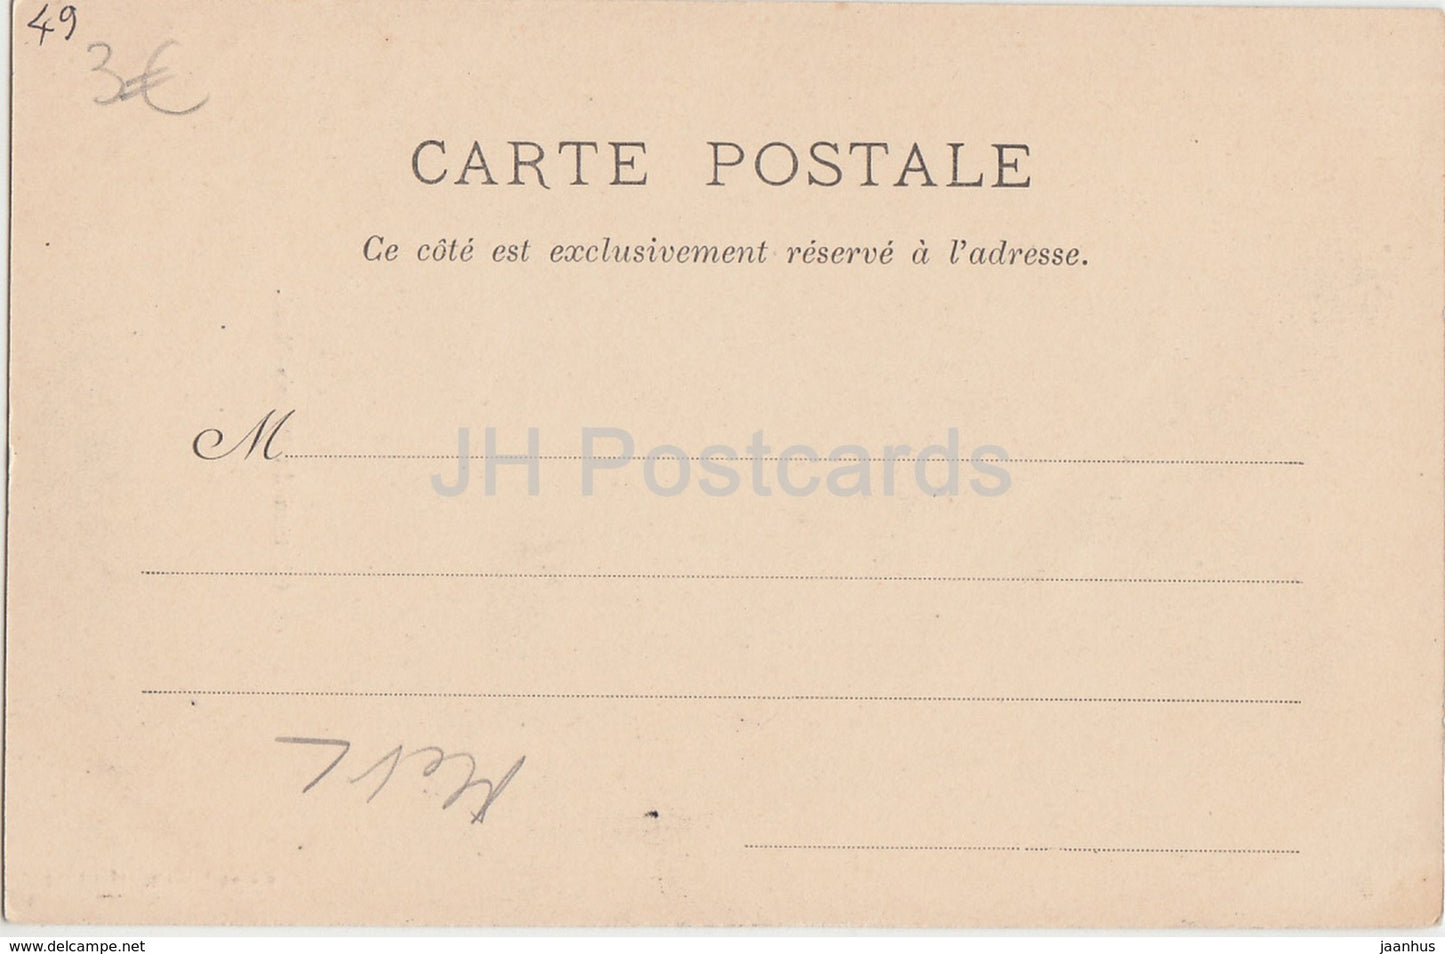 49
3€
CARTE POSTALE
Ce côté est exclusivement réservé à l'adresse.
M
JH Postcards
www.delcampe.net
jaanhus